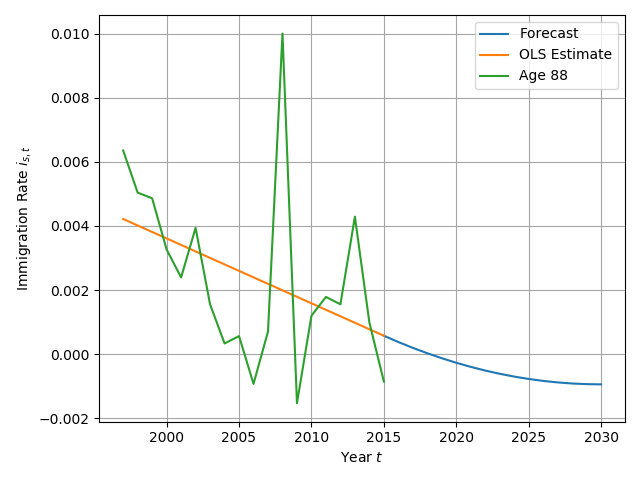 0.010
0.008
0.006
0.004
0.002
0.000
−0.002
Immigration Rate i_{s,t}
Forecast
OLS Estimate
Age 88
2000 2005 2010 2015 2020 2025 2030
Year t